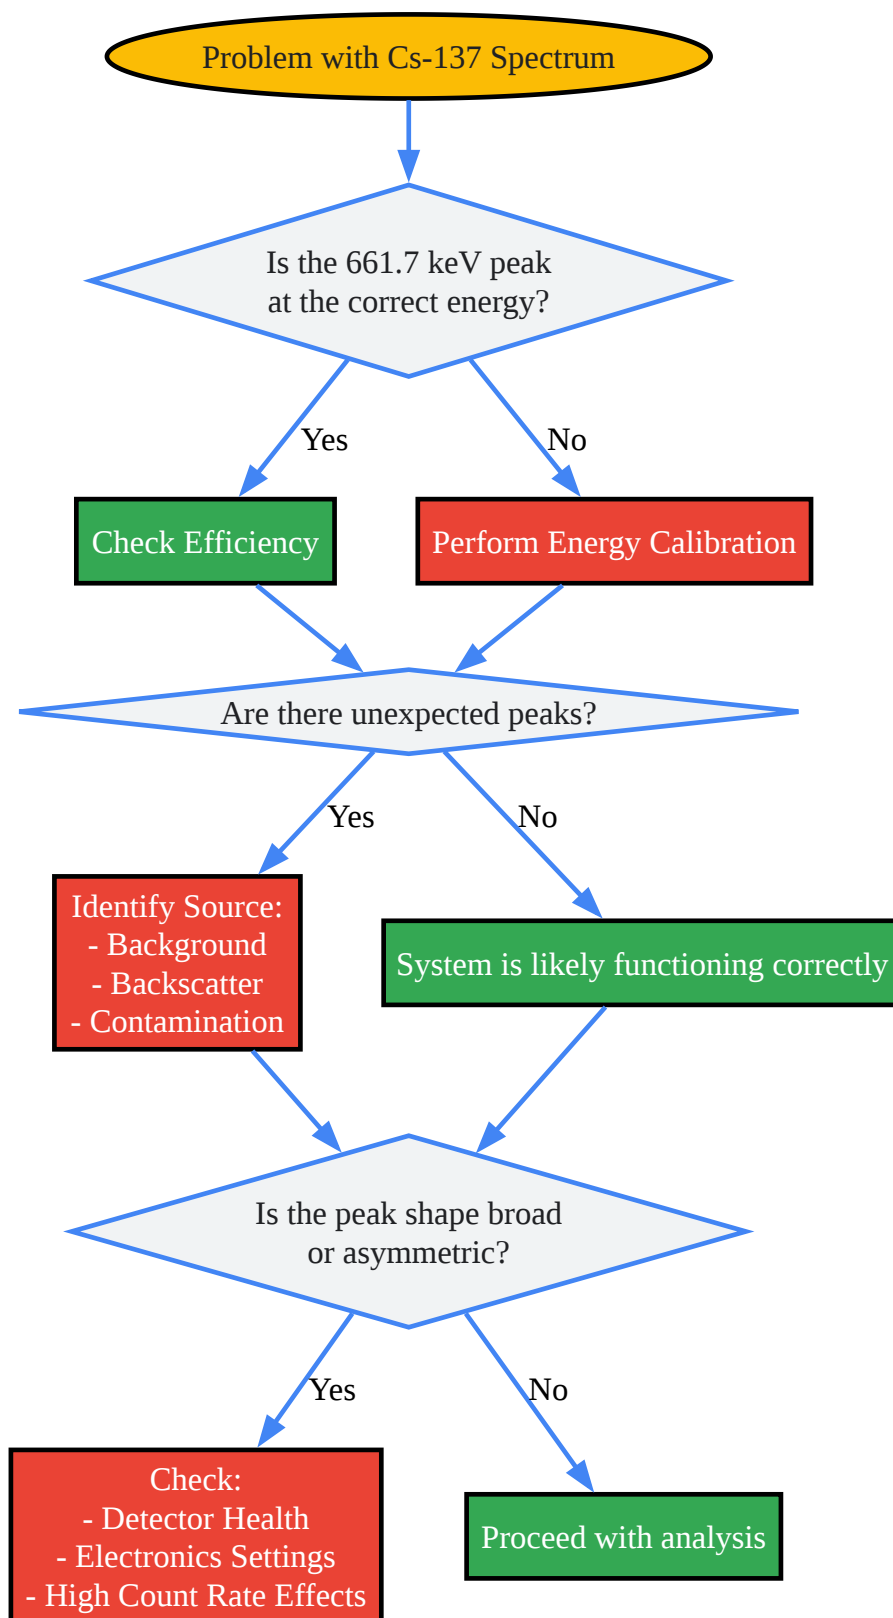 Problem with Cs-137 Spectrum
Is the 661.7 keV peak
at the correct energy?
Yes
No
Check Efficiency
Perform Energy Calibration
Are there unexpected peaks?
Yes
No
Identify Source:
- Background
- Backscatter
- Contamination
System is likely functioning correctly
Is the peak shape broad
or asymmetric?
Yes
No
Check:
- Detector Health
- Electronics Settings
- High Count Rate Effects
Proceed with analysis